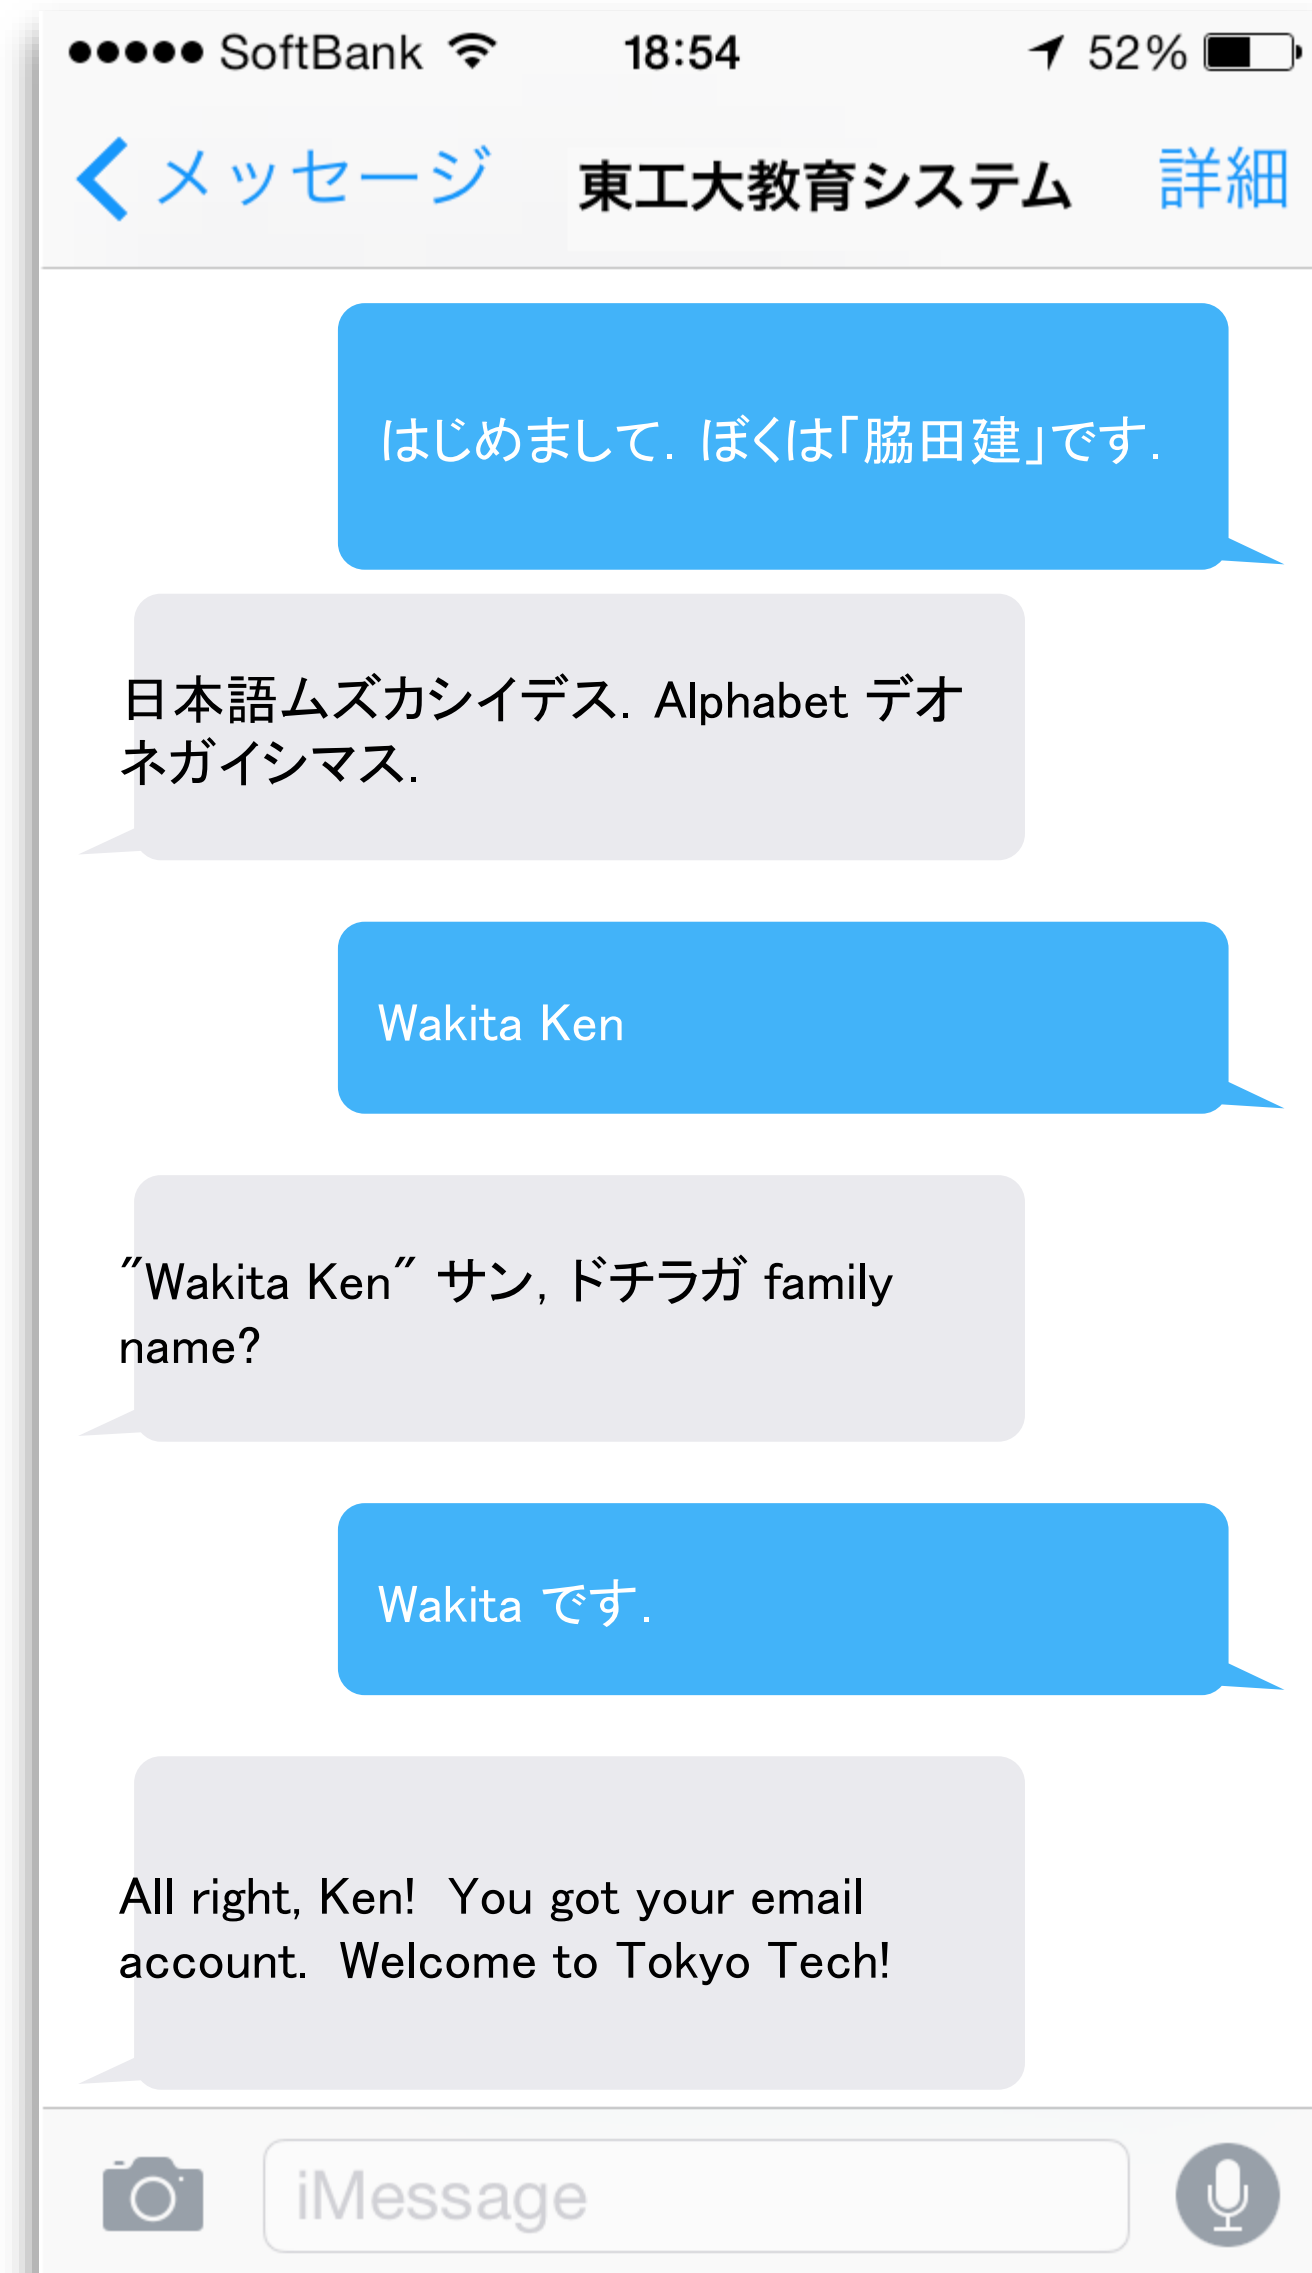 ●●●●● SoftBank 18:54 52%
メッセージ 東工大教育システム 詳細
はじめまして. ぼくは「脇田建」です.
日本語ムズカシイデス. Alphabet デオ
ネガイシマス.
Wakita Ken
"Wakita Ken" サン, ドチラガ family
name?
Wakita です.
All right, Ken! You got your email
account. Welcome to Tokyo Tech!
iMessage